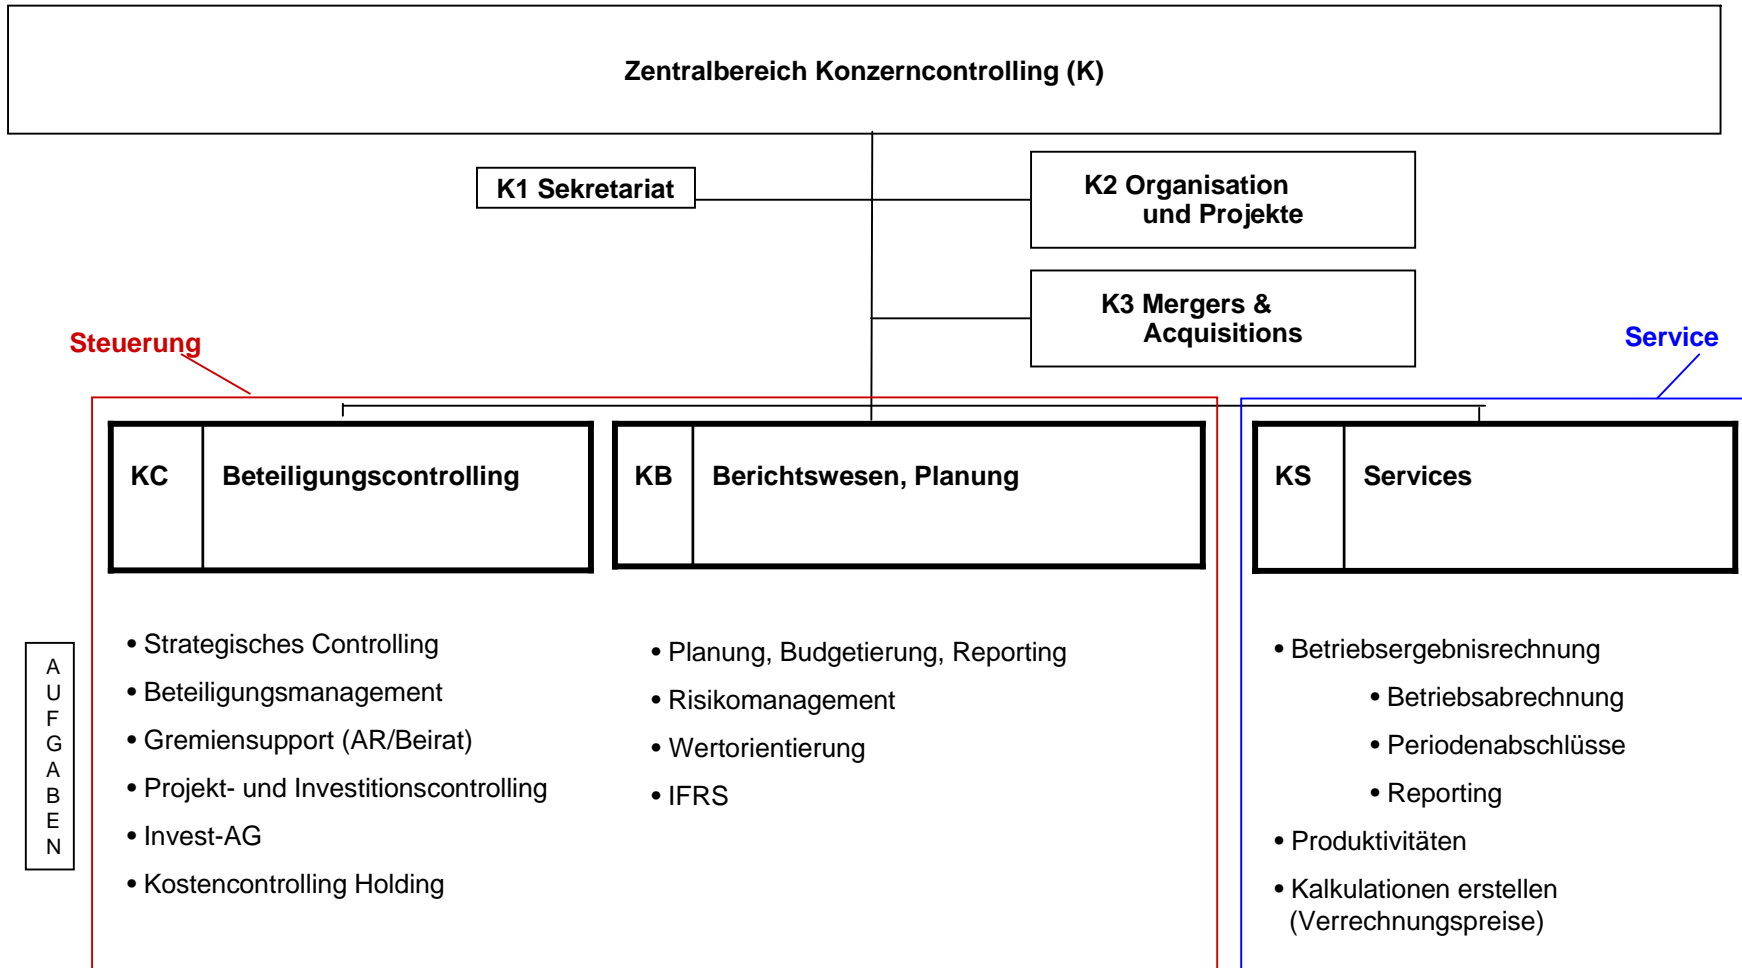 Zentralbereich Konzerncontrolling (K)
K1 Sekretariat
K2 Organisation
und Projekte
K3 Mergers &
Acquisitions
Steuerung
Service
KC Beteiligungscontrolling
KB Berichtswesen, Planung
KS Services
A
U
F
G
A
B
E
N
• Strategisches Controlling
• Beteiligungsmanagement
• Gremiensupport (AR/Beirat)
• Projekt- und Investitionscontrolling
• Invest-AG
• Kostencontrolling Holding
• Planung, Budgetierung, Reporting
• Risikomanagement
• Wertorientierung
• IFRS
• Betriebsergebnisrechnung
• Betriebsabrechnung
• Periodenabschlüsse
• Reporting
• Produktivitäten
• Kalkulationen erstellen
(Verrechnungspreise)